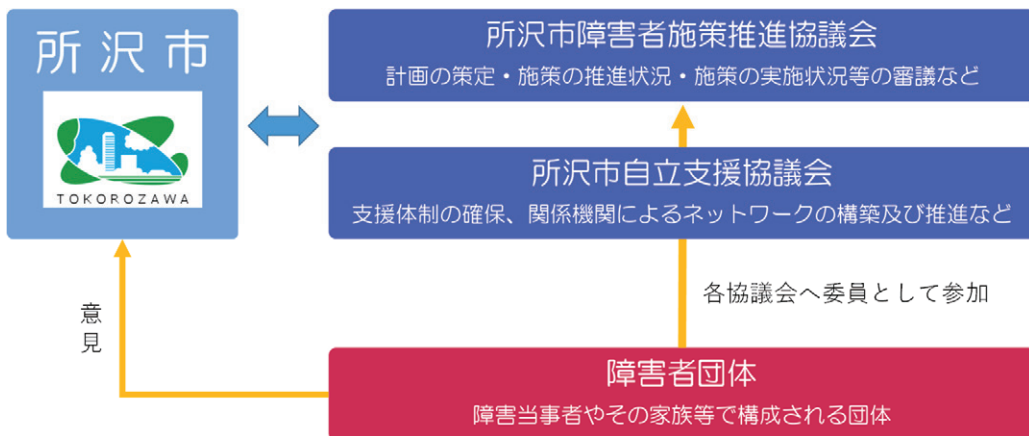 所沢市
TOKOROZAWA
所沢市障害者施策推進協議会
計画の策定・施策の推進状況・施策の実施状況等の審議など
所沢市自立支援協議会
支援体制の確保、関係機関によるネットワークの構築及び推進など
意見
各協議会へ委員として参加
障害者団体
障害当事者やその家族等で構成される団体